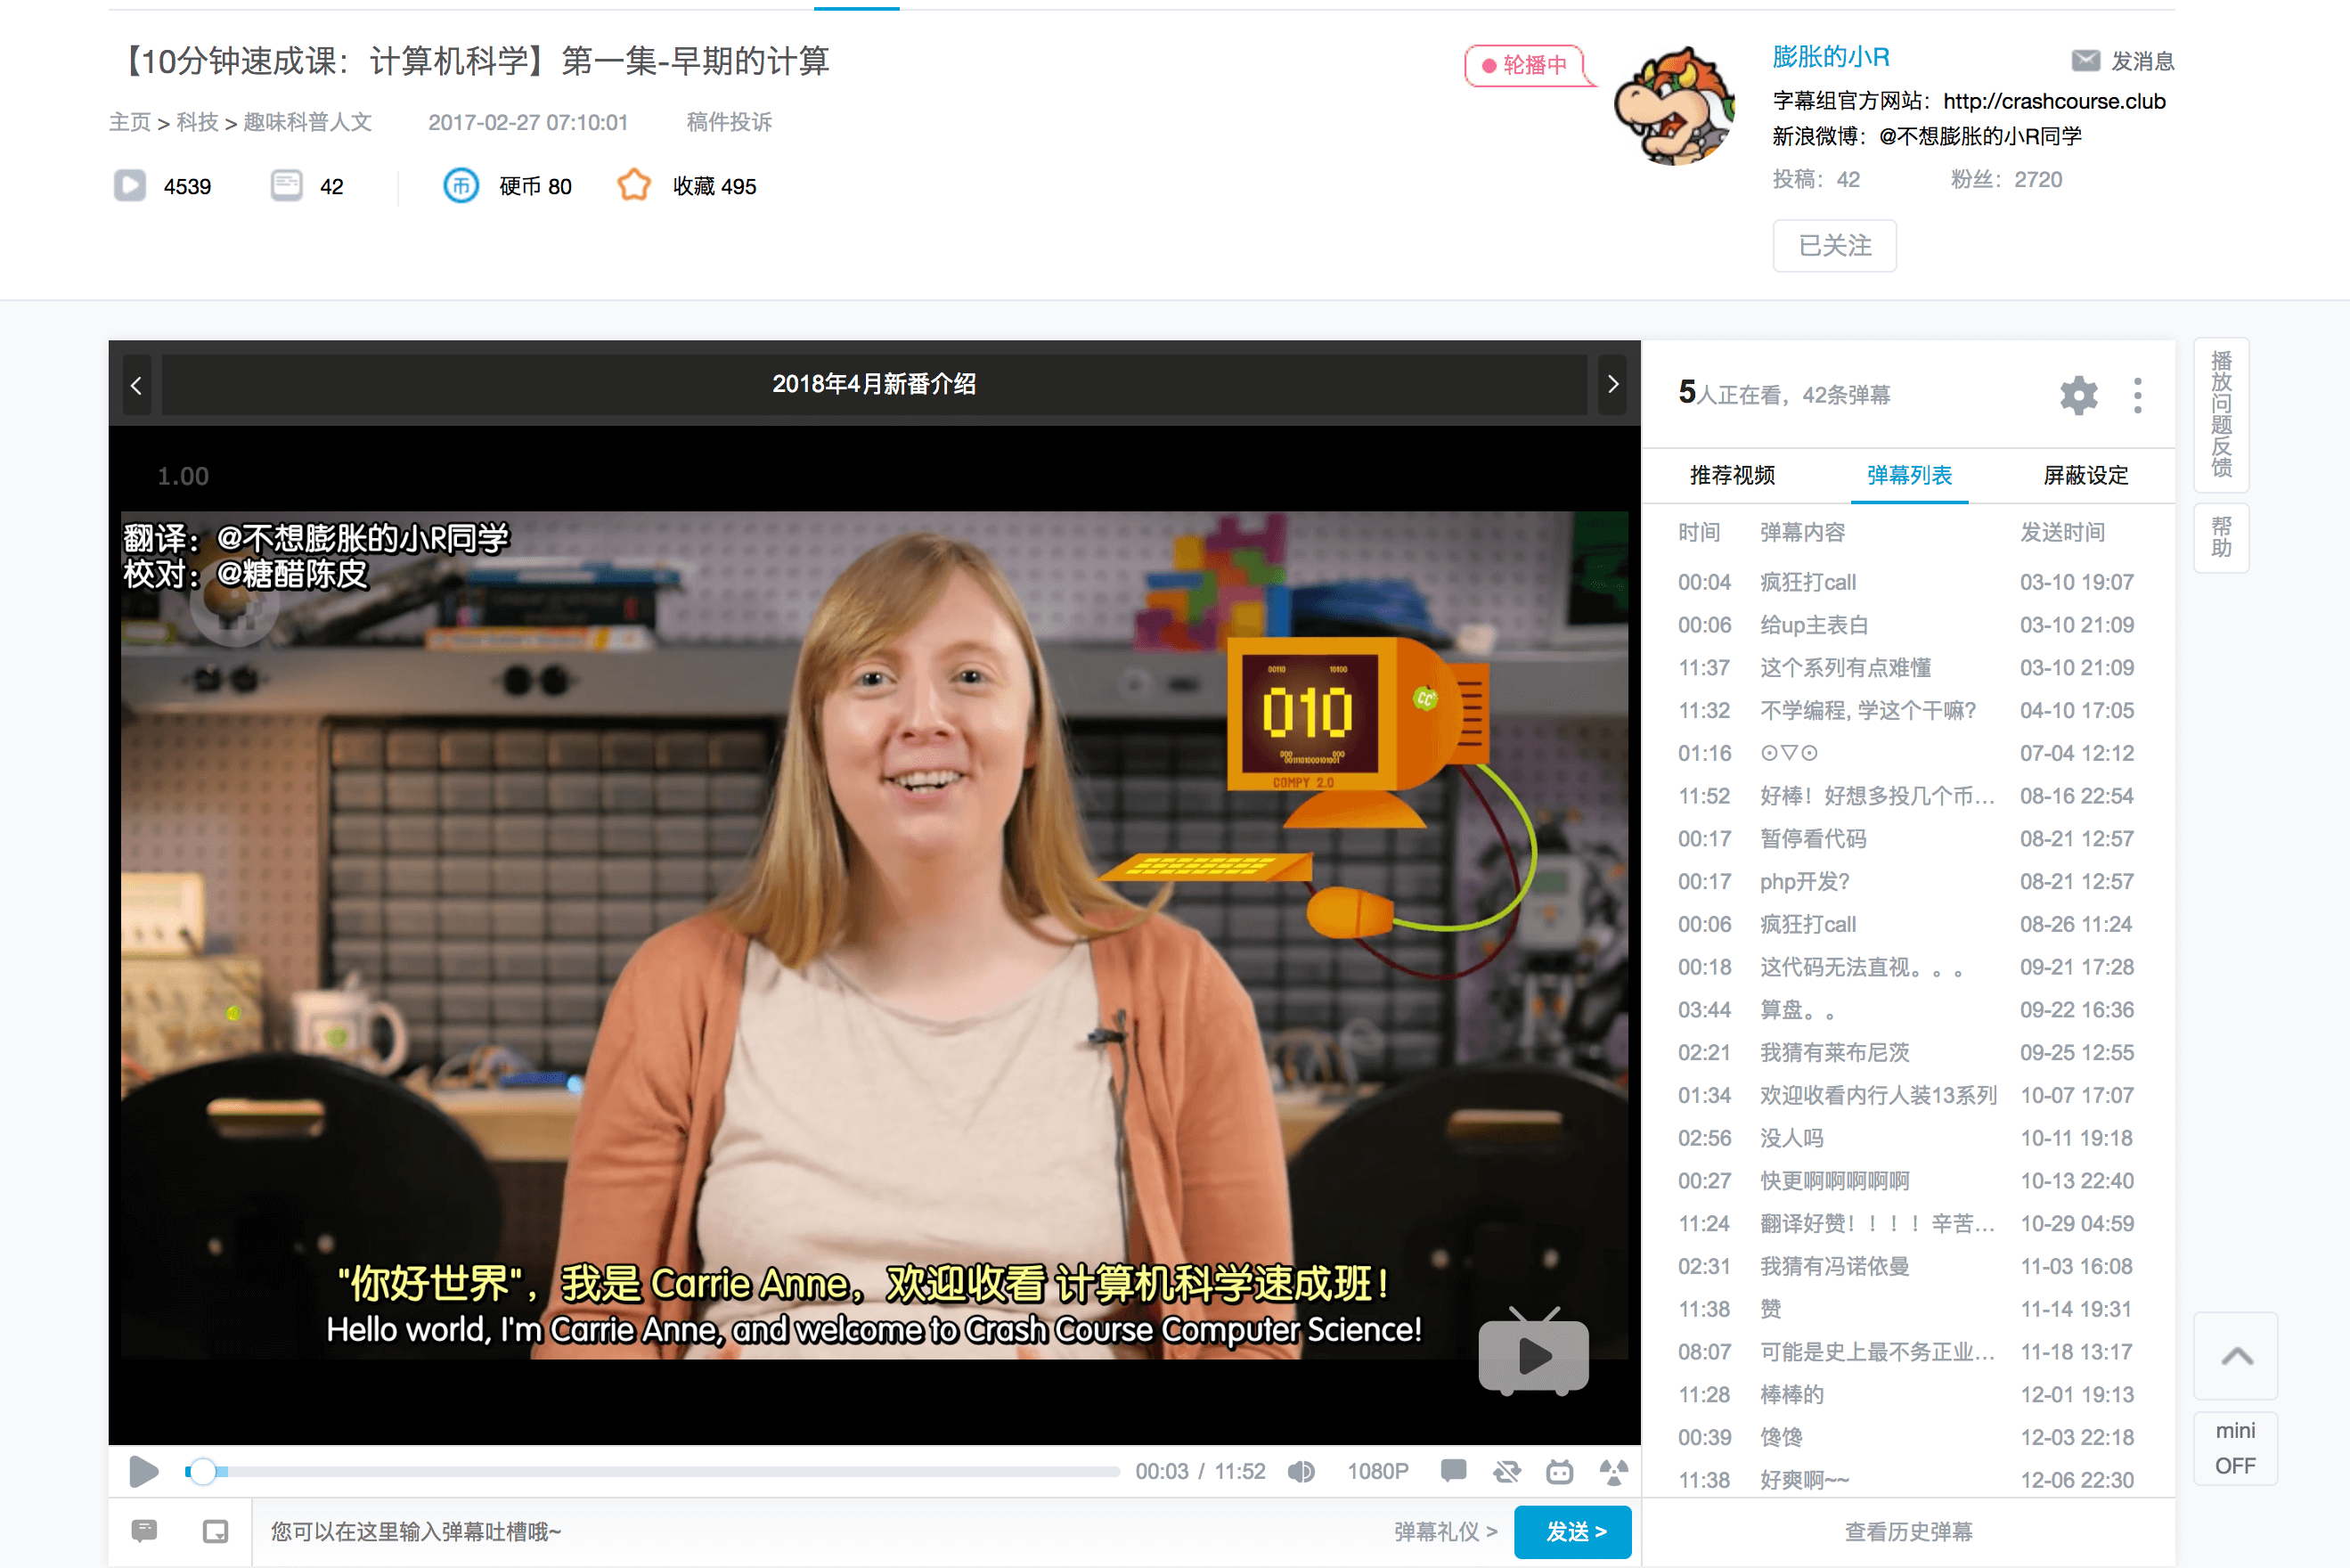 【10分钟速成课：计算机科学】第一集-早期的计算
主页 > 科技 > 趣味科普人文 2017-02-27 07:10:01 稿件投诉
4539 42 硬币 80 收藏 495
轮播中
膨胀的小R 发消息
字幕组官方网站：http://crashcourse.club
新浪微博：@不想膨胀的小R同学
投稿：42 粉丝：2720
已关注
2018年4月新番介绍
1.00
翻译：@不想膨胀的小R同学
校对：@糖醋陈皮
00110 10100
010
000 000
COMPY 2.0
CC
"你好世界"，我是 Carrie Anne，欢迎收看 计算机科学速成班！
Hello world, I'm Carrie Anne, and welcome to Crash Course Computer Science!
00:03 / 11:52 1080P
您可以在这里输入弹幕吐槽哦~ 弹幕礼仪 > 发送 >
5人正在看，42条弹幕
推荐视频 弹幕列表 屏蔽设定
时间 弹幕内容 发送时间
00:04 疯狂打call 03-10 19:07
00:06 给up主表白 03-10 21:09
11:37 这个系列有点难懂 03-10 21:09
11:32 不学编程, 学这个干嘛? 04-10 17:05
01:16 ⊙▽⊙ 07-04 12:12
11:52 好棒！好想多投几个币… 08-16 22:54
00:17 暂停看代码 08-21 12:57
00:17 php开发? 08-21 12:57
00:06 疯狂打call 08-26 11:24
00:18 这代码无法直视。。。 09-21 17:28
03:44 算盘。。 09-22 16:36
02:21 我猜有莱布尼茨 09-25 12:55
01:34 欢迎收看内行人装13系列 10-07 17:07
02:56 没人吗 10-11 19:18
00:27 快更啊啊啊啊啊 10-13 22:40
11:24 翻译好赞！！！！辛苦… 10-29 04:59
02:31 我猜有冯诺依曼 11-03 16:08
11:38 赞 11-14 19:31
08:07 可能是史上最不务正业… 11-18 13:17
11:28 棒棒的 12-01 19:13
00:39 馋馋 12-03 22:18
11:38 好爽啊~~ 12-06 22:30
查看历史弹幕
播放问题反馈
帮助
mini
OFF